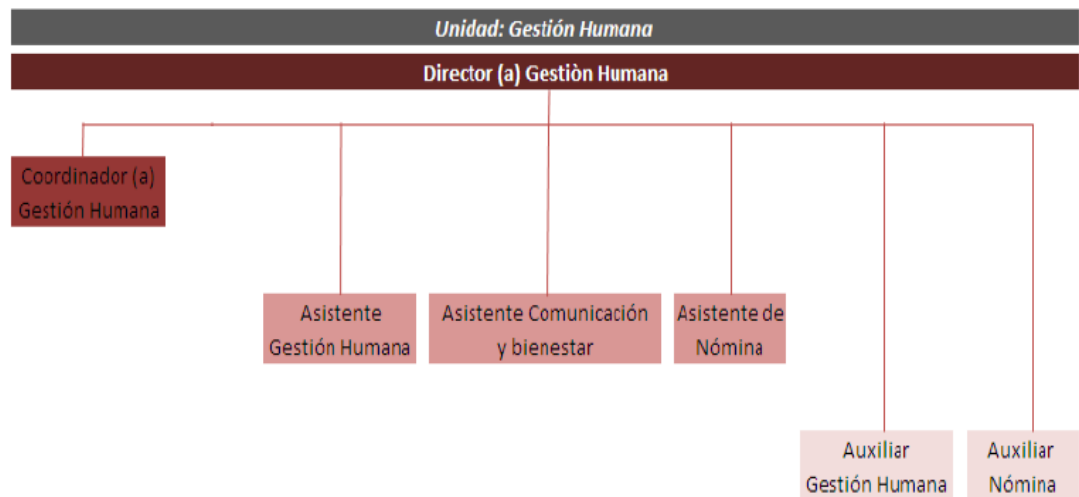 Unidad: Gestión Humana
Director (a) Gestiòn Humana
Coordinador (a)
Gestión Humana
Asistente
Gestión Humana
Asistente Comunicación
y bienestar
Asistente de
Nómina
Auxiliar
Gestión Humana
Auxiliar
Nómina